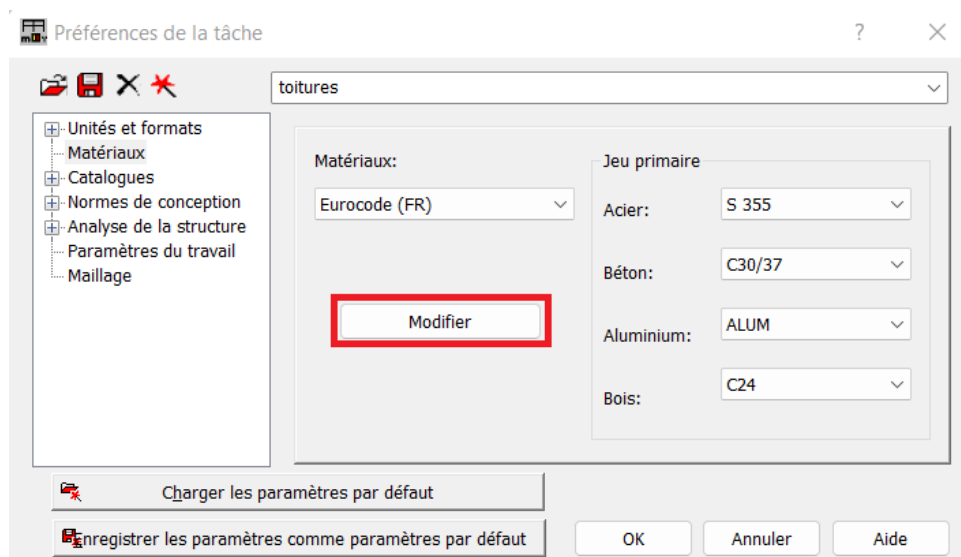 Préférences de la tâche
toitures
Unités et formats
Matériaux
Catalogues
Normes de conception
Analyse de la structure
Paramètres du travail
Maillage
Matériaux:
Eurocode (FR)
Modifier
Jeu primaire
Acier:
S 355
Béton:
C30/37
Aluminium:
ALUM
Bois:
C24
Charger les paramètres par défaut
Enregistrer les paramètres comme paramètres par défaut
OK
Annuler
Aide